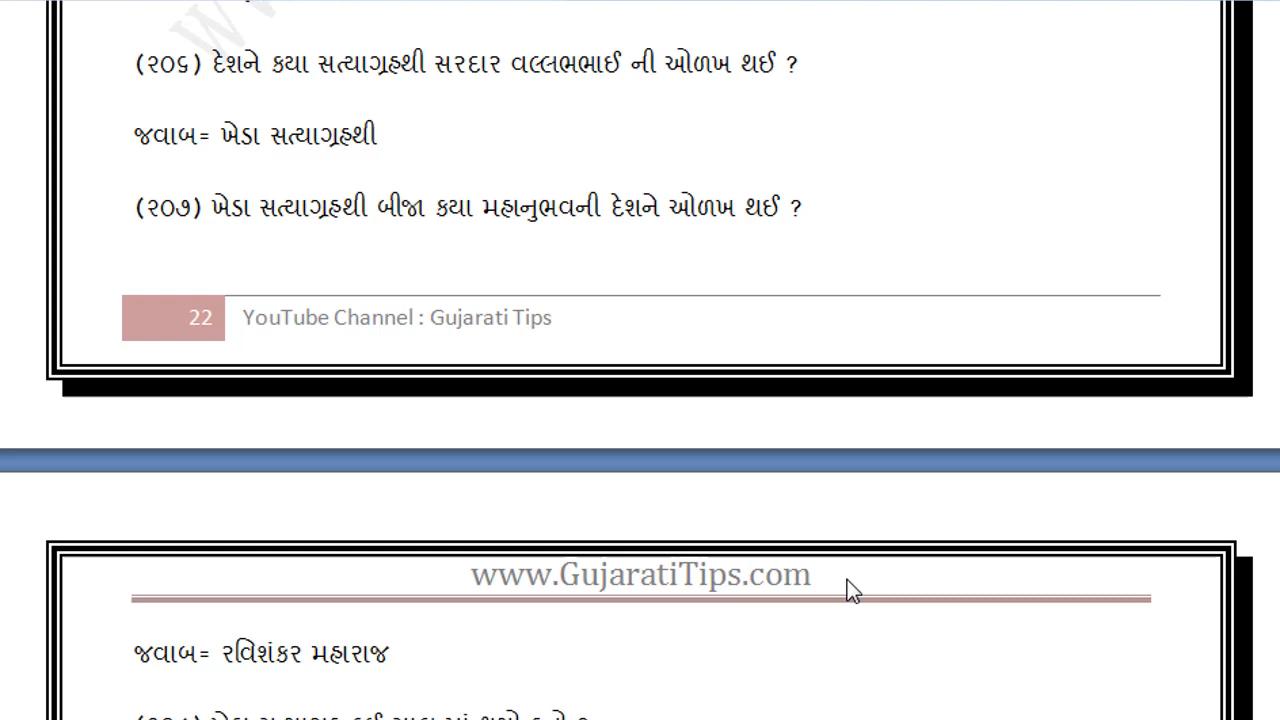 (૨૦૬) દેશને કયા સત્યાગ્રહથી સરદાર વલ્લભભાઈ ની ઓળખ થઈ ?
જવાબ= ખેડા સત્યાગ્રહથી
(૨૦૭) ખેડા સત્યાગ્રહથી બીજા કયા મહાનુભવની દેશને ઓળખ થઈ ?
22 YouTube Channel : Gujarati Tips
www.GujaratiTips.com
જવાબ= રવિશંકર મહારાજ